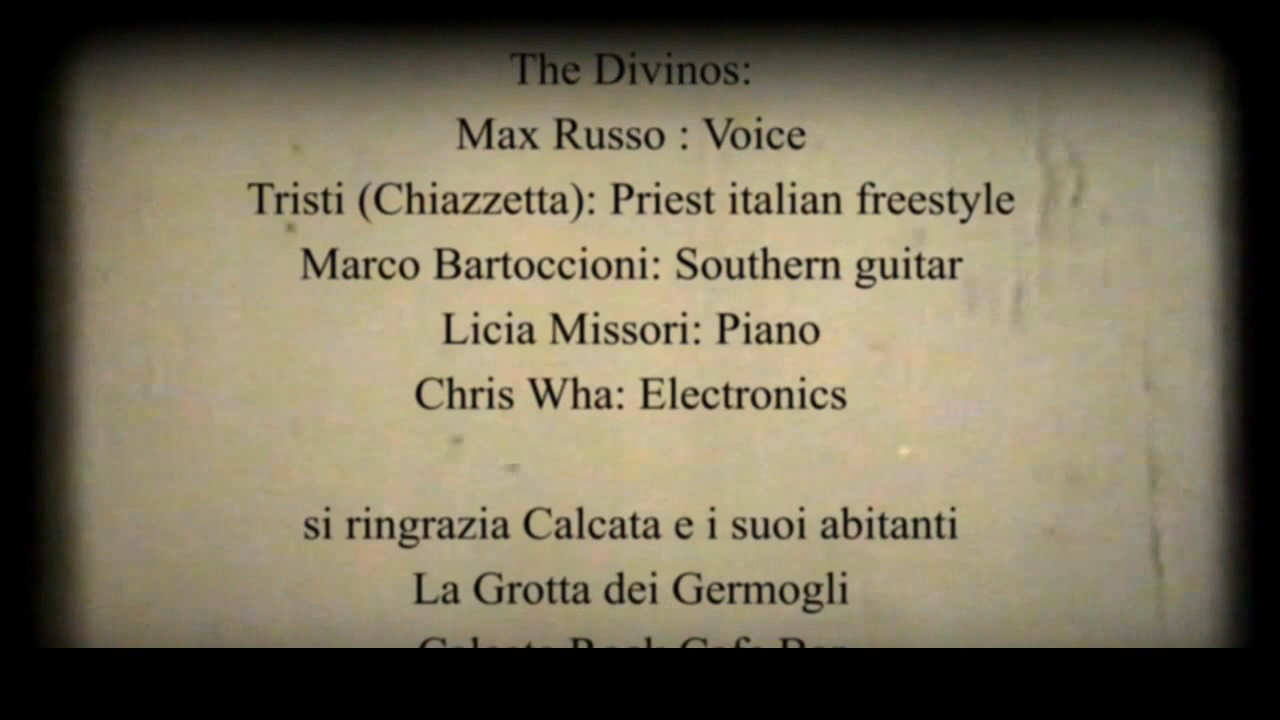 The Divinos:
Max Russo : Voice
Tristi (Chiazzetta): Priest italian freestyle
Marco Bartoccioni: Southern guitar
Licia Missori: Piano
Chris Wha: Electronics
si ringrazia Calcata e i suoi abitanti
La Grotta dei Germogli